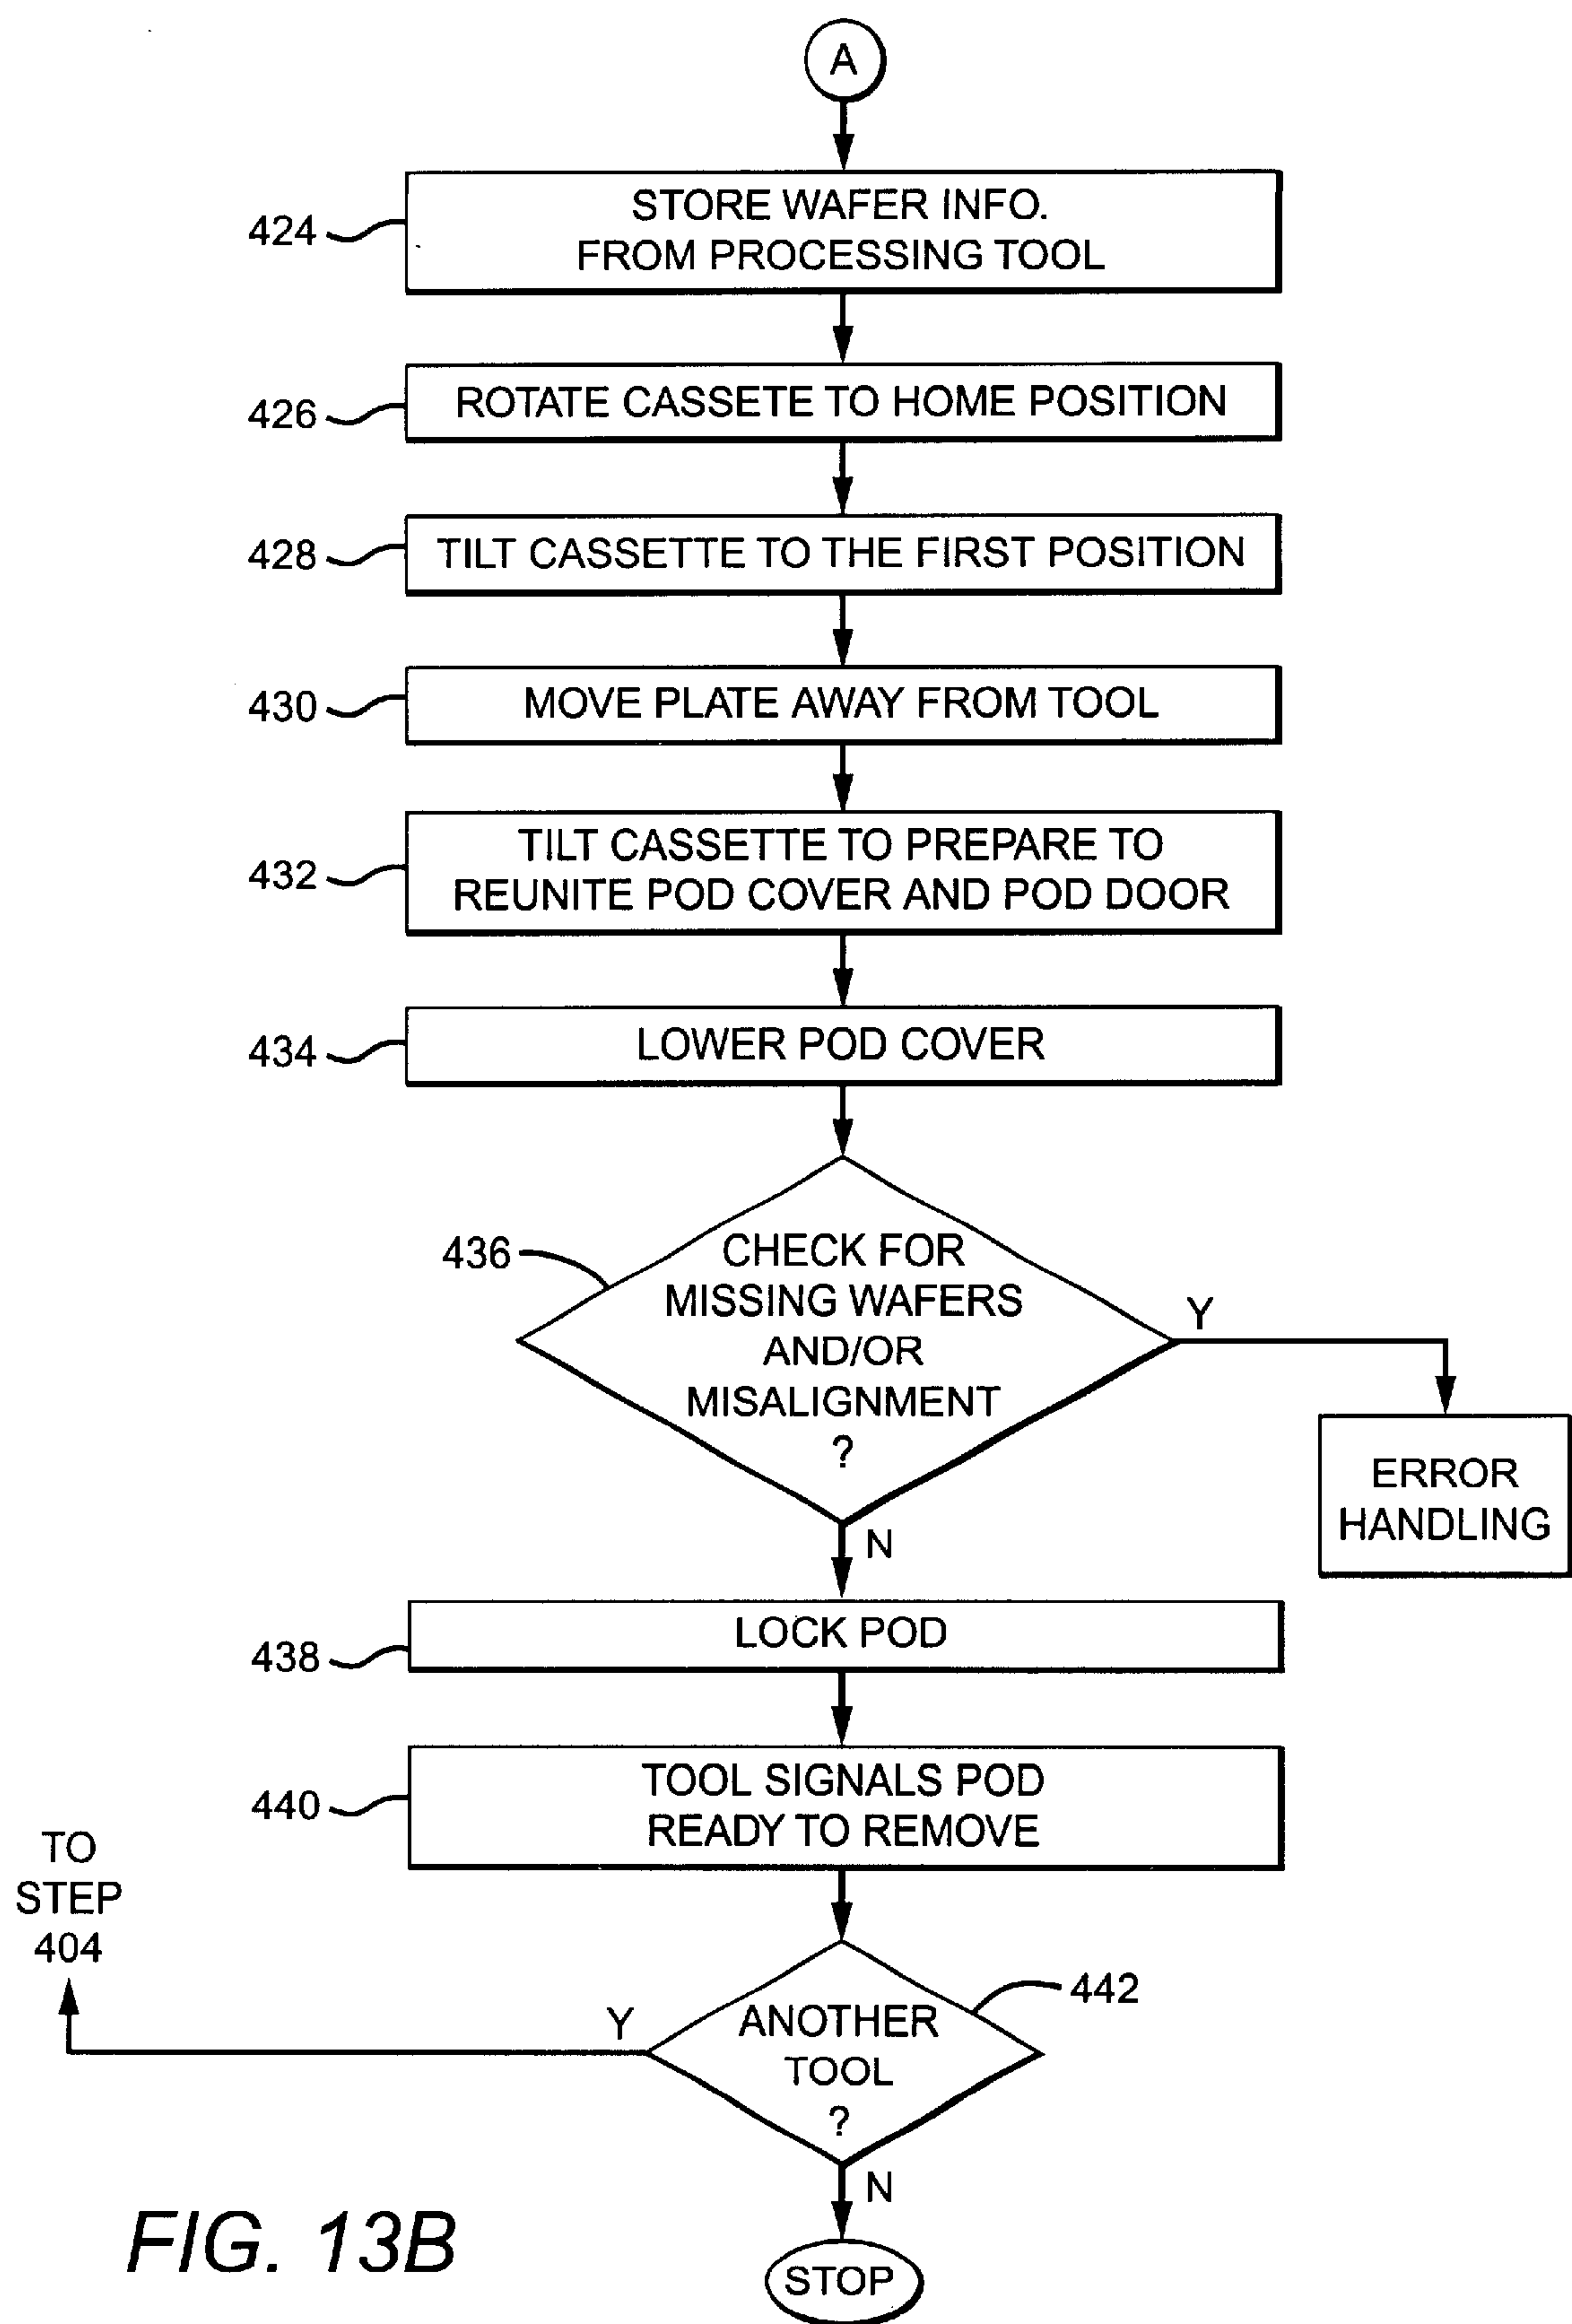 A
424
STORE WAFER INFO.
FROM PROCESSING TOOL
426
ROTATE CASSETE TO HOME POSITION
428
TILT CASSETTE TO THE FIRST POSITION
430
MOVE PLATE AWAY FROM TOOL
432
TILT CASSETTE TO PREPARE TO
REUNITE POD COVER AND POD DOOR
434
LOWER POD COVER
436
CHECK FOR
MISSING WAFERS
AND/OR
MISALIGNMENT
?
Y
ERROR
HANDLING
N
438
LOCK POD
440
TOOL SIGNALS POD
READY TO REMOVE
TO
STEP
404
442
Y
ANOTHER
TOOL
?
N
STOP
FIG. 13B